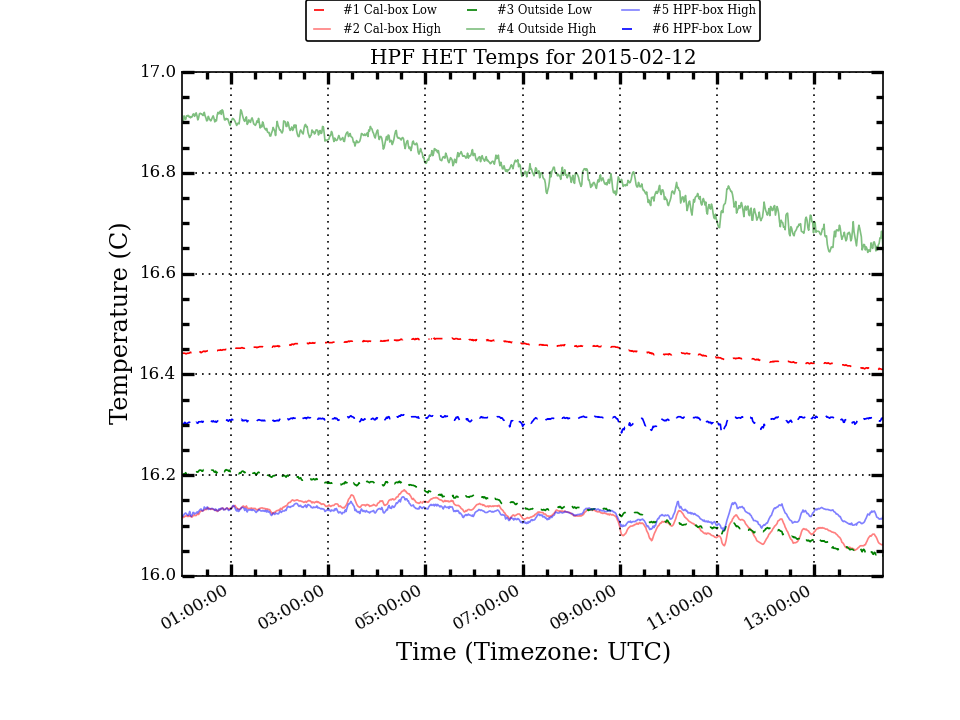 #1 Cal-box Low #3 Outside Low #5 HPF-box High
#2 Cal-box High #4 Outside High #6 HPF-box Low
HPF HET Temps for 2015-02-12
17.0
16.8
16.6
16.4
16.2
16.0
Temperature (C)
01:00:00 03:00:00 05:00:00 07:00:00 09:00:00 11:00:00 13:00:00
Time (Timezone: UTC)